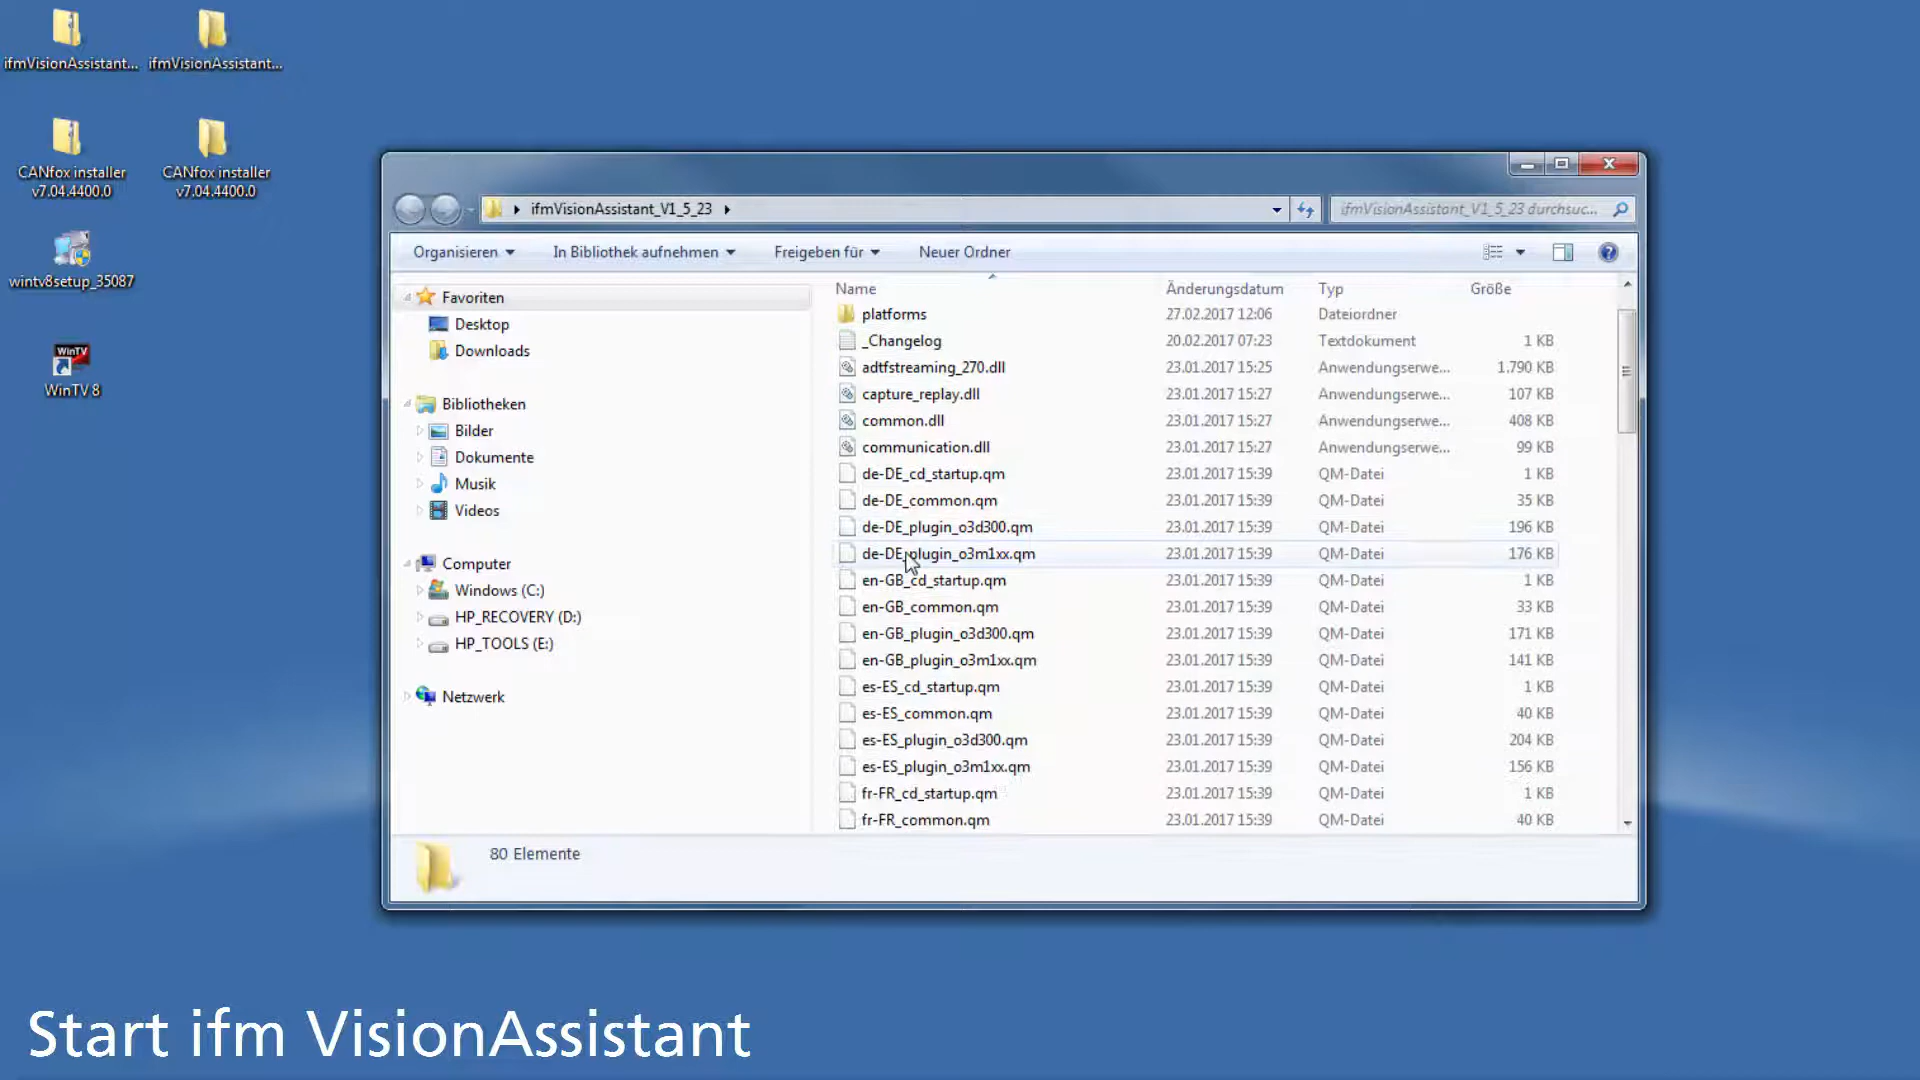 ifmVisionAssistant...
ifmVisionAssistant...
CANfox installer
v7.04.4400.0
CANfox installer
v7.04.4400.0
wintv8setup_35087
WinTV
WinTV 8
ifmVisionAssistant_V1_5_23
ifmVisionAssistant_V1_5_23 durchsuc...
Organisieren
In Bibliothek aufnehmen
Freigeben für
Neuer Ordner
Favoriten
Desktop
Downloads
Bibliotheken
Bilder
Dokumente
Musik
Videos
Computer
Windows (C:)
HP_RECOVERY (D:)
HP_TOOLS (E:)
Netzwerk
Name Änderungsdatum Typ Größe
platforms 27.02.2017 12:06 Dateiordner
_Changelog 20.02.2017 07:23 Textdokument 1 KB
adtfstreaming_270.dll 23.01.2017 15:25 Anwendungserwe... 1.790 KB
capture_replay.dll 23.01.2017 15:27 Anwendungserwe... 107 KB
common.dll 23.01.2017 15:27 Anwendungserwe... 408 KB
communication.dll 23.01.2017 15:27 Anwendungserwe... 99 KB
de-DE_cd_startup.qm 23.01.2017 15:39 QM-Datei 1 KB
de-DE_common.qm 23.01.2017 15:39 QM-Datei 35 KB
de-DE_plugin_o3d300.qm 23.01.2017 15:39 QM-Datei 196 KB
de-DE_plugin_o3m1xx.qm 23.01.2017 15:39 QM-Datei 176 KB
en-GB_cd_startup.qm 23.01.2017 15:39 QM-Datei 1 KB
en-GB_common.qm 23.01.2017 15:39 QM-Datei 33 KB
en-GB_plugin_o3d300.qm 23.01.2017 15:39 QM-Datei 171 KB
en-GB_plugin_o3m1xx.qm 23.01.2017 15:39 QM-Datei 141 KB
es-ES_cd_startup.qm 23.01.2017 15:39 QM-Datei 1 KB
es-ES_common.qm 23.01.2017 15:39 QM-Datei 40 KB
es-ES_plugin_o3d300.qm 23.01.2017 15:39 QM-Datei 204 KB
es-ES_plugin_o3m1xx.qm 23.01.2017 15:39 QM-Datei 156 KB
fr-FR_cd_startup.qm 23.01.2017 15:39 QM-Datei 1 KB
fr-FR_common.qm 23.01.2017 15:39 QM-Datei 40 KB
80 Elemente
Start ifm VisionAssistant